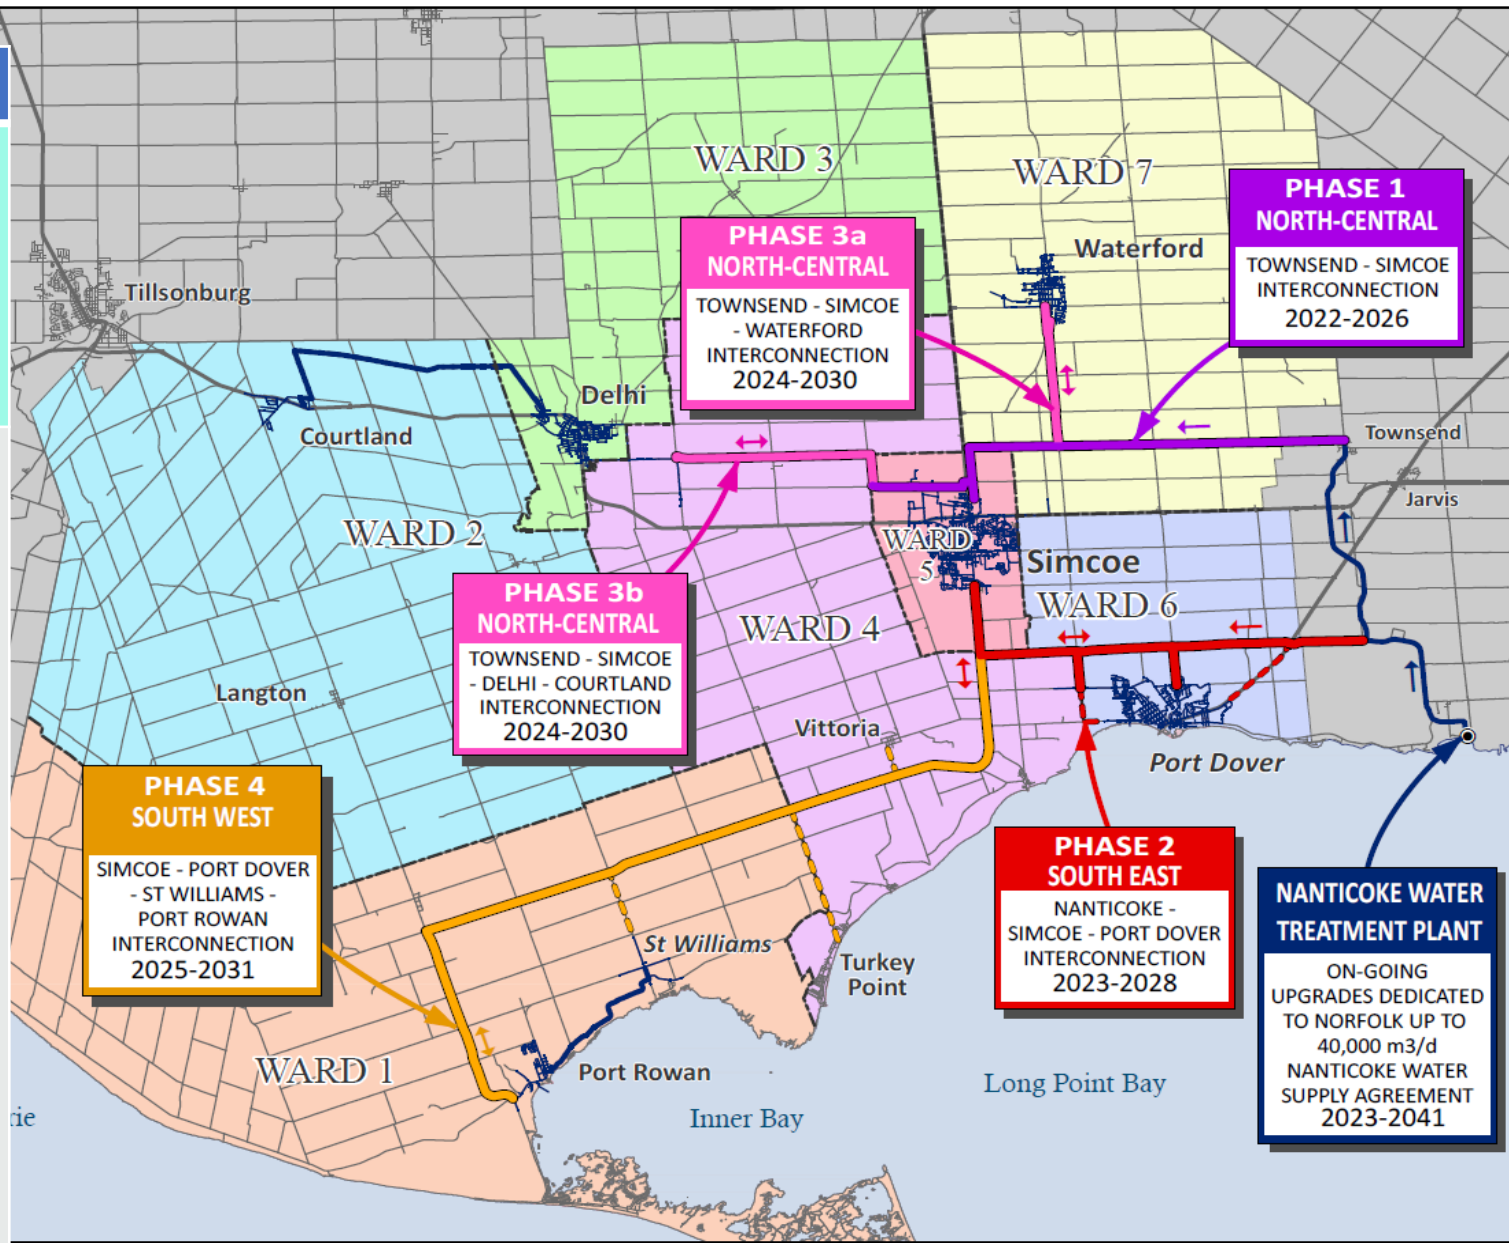 WARD 3
WARD 7
PHASE 1
NORTH-CENTRAL
TOWNSEND - SIMCOE
INTERCONNECTION
2022-2026
PHASE 3a
NORTH-CENTRAL
TOWNSEND - SIMCOE
- WATERFORD
INTERCONNECTION
2024-2030
Waterford
Tillsonburg
Delhi
Courtland
Townsend
Jarvis
WARD 2
WARD
5
Simcoe
WARD 6
WARD 4
PHASE 3b
NORTH-CENTRAL
TOWNSEND - SIMCOE
- DELHI - COURTLAND
INTERCONNECTION
2024-2030
Langton
Vittoria
Port Dover
PHASE 4
SOUTH WEST
SIMCOE - PORT DOVER
- ST WILLIAMS -
PORT ROWAN
INTERCONNECTION
2025-2031
PHASE 2
SOUTH EAST
NANTICOKE -
SIMCOE - PORT DOVER
INTERCONNECTION
2023-2028
NANTICOKE WATER
TREATMENT PLANT
ON-GOING
UPGRADES DEDICATED
TO NORFOLK UP TO
40,000 m3/d
NANTICOKE WATER
SUPPLY AGREEMENT
2023-2041
St Williams
Turkey
Point
WARD 1
Port Rowan
Long Point Bay
Inner Bay
rie